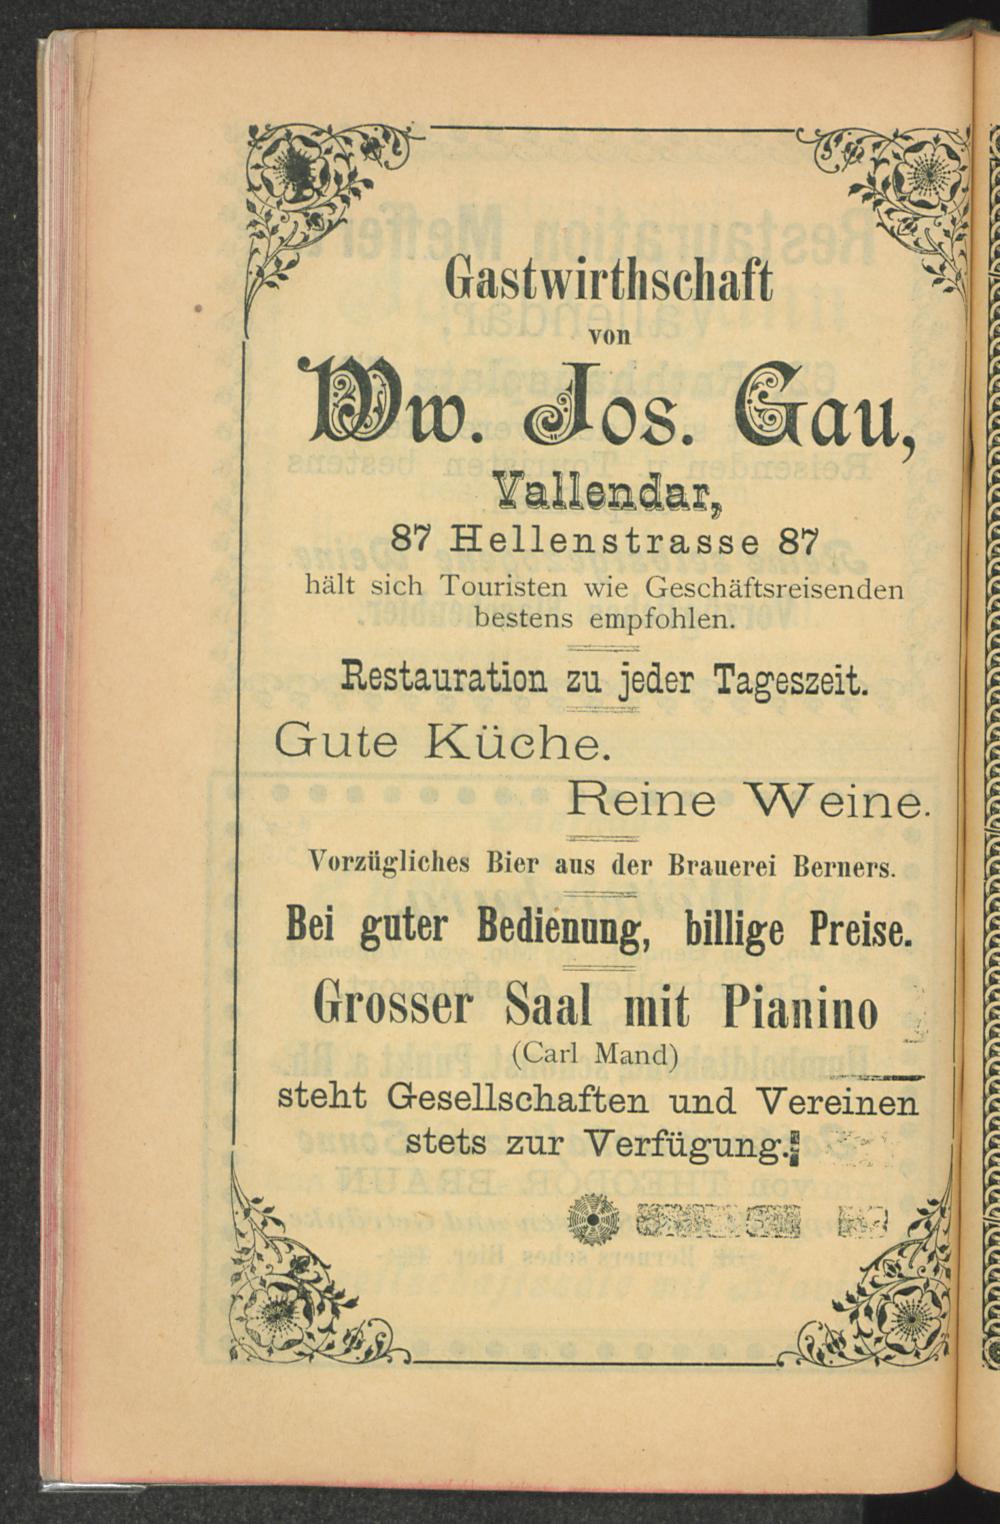 Gastwirthschaft
von
Ww. Jos. Gau,
Vallendar,
87 Hellenstrasse 87
hält sich Touristen wie Geschäftsreisenden
bestens empfohlen.
Restauration zu jeder Tageszeit.
Gute Küche.
Reine Weine.
Vorzügliches Bier aus der Brauerei Berners.
Bei guter Bedienung, billige Preise.
Grosser Saal mit Pianino
(Carl Mand)
steht Gesellschaften und Vereinen
stets zur Verfügung.